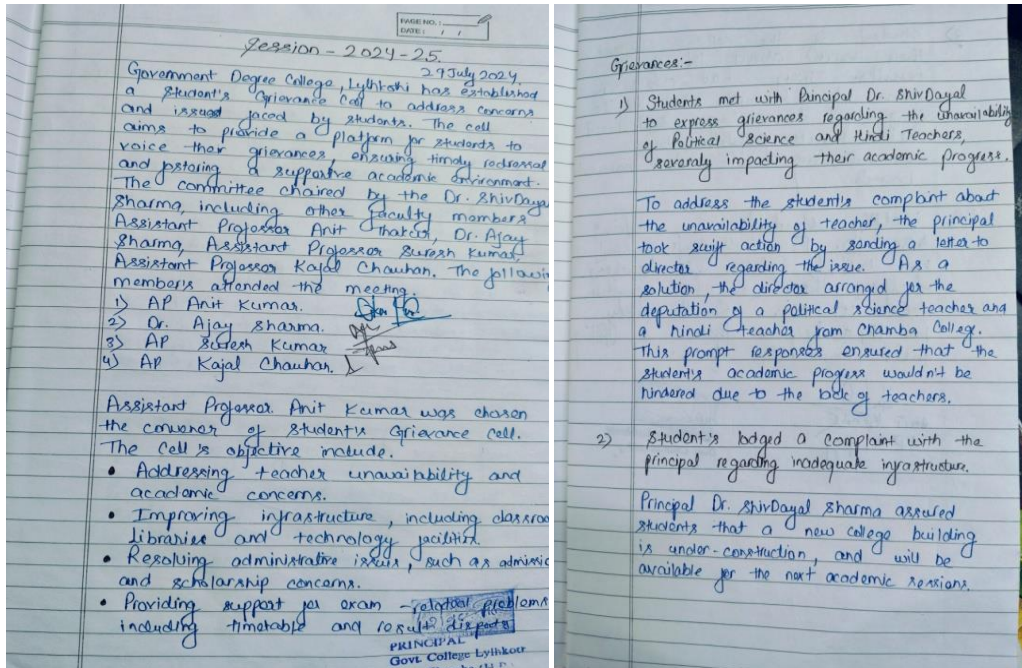 PAGE NO. :
DATE : / /
Session - 2024-25.
29 July 2024.
Government Degree College, Lylhkothi has established
a student's Grievance Cell to address concerns
and issues faced by students. The cell
aims to provide a platform for students to
voice their grievances, ensuring timely redressal
and fostering a supportive academic environment.
The committee chaired by the Dr. ShivDayal
Sharma, including other faculty members
Assistant Professor Anit Thakur, Dr. Ajay
Sharma, Assistant Professor Suresh Kumar,
Assistant Professor Kajal Chauhan. The followin
member's attended the meeting.
1) AP Anit Kumar.
2) Dr. Ajay Sharma.
3) AP Suresh Kumar
4) AP Kajal Chauhan.
Assistant Professor Anit Kumar was chosen
the convener of student's Grievance Cell.
The Cell's objective include.
• Addressing teacher unavailability and
academic concerns.
• Improving infrastructure, including classroo
libraries and technology facilities.
• Resolving administrative issues, such as admissio
and scholarship concerns.
• Providing support for exam-related problems
including timetable and result dispats
PRINCIPAL
Govt. College Lylhkothi
Grievances:-
1) Students met with Principal Dr. ShivDayal
to express grievances regarding the unavailability
of Political Science and Hindi Teachers,
severaly impacting their academic progress.
To address the student's complaint about
the unavailability of teacher, the principal
took swift action by sending a letter to
director regarding the issue. As a
solution, the director arranged for the
deputation of a political science teacher and
a hindi teacher from Chamba College.
This prompt responses ensured that the
student's academic progress wouldn't be
hindered due to the lack of teachers.
2) Student's lodged a complaint with the
principal regarding inadequate infrastructure.
Principal Dr. ShivDayal Sharma assured
students that a new college building
is under-construction, and will be
available for the next academic sessions.